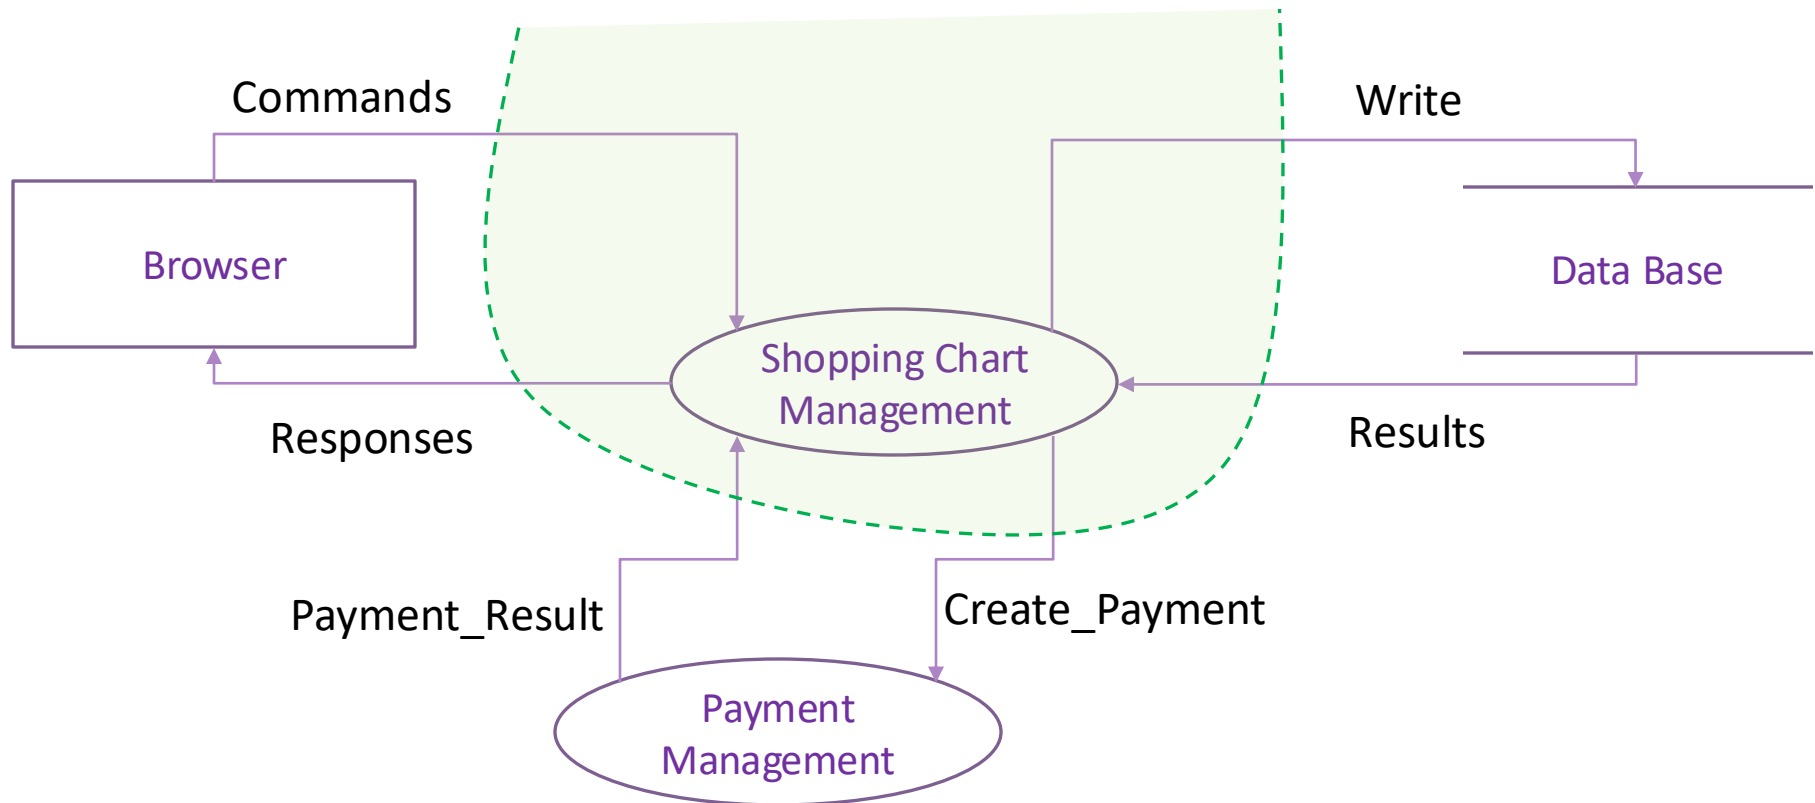 Commands
Write
Browser
Data Base
Shopping Chart
Management
Responses
Results
Payment_Result
Create_Payment
Payment
Management